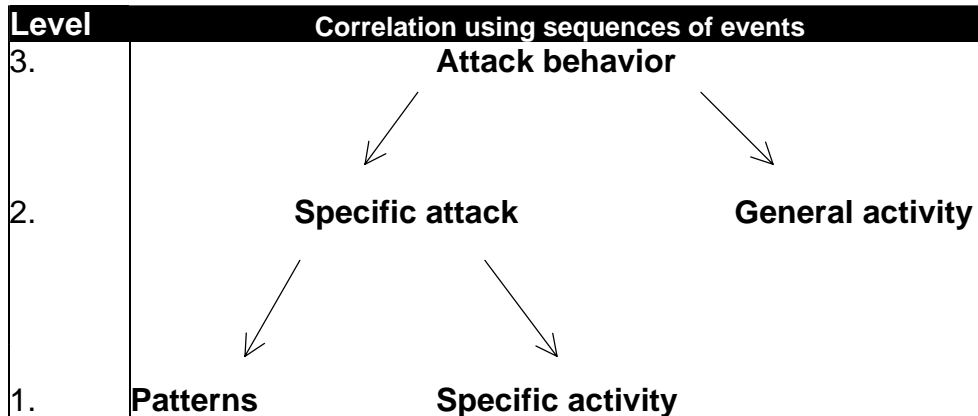 Level Correlation using sequences of events
3. Attack behavior
2. Specific attack General activity
1. Patterns Specific activity